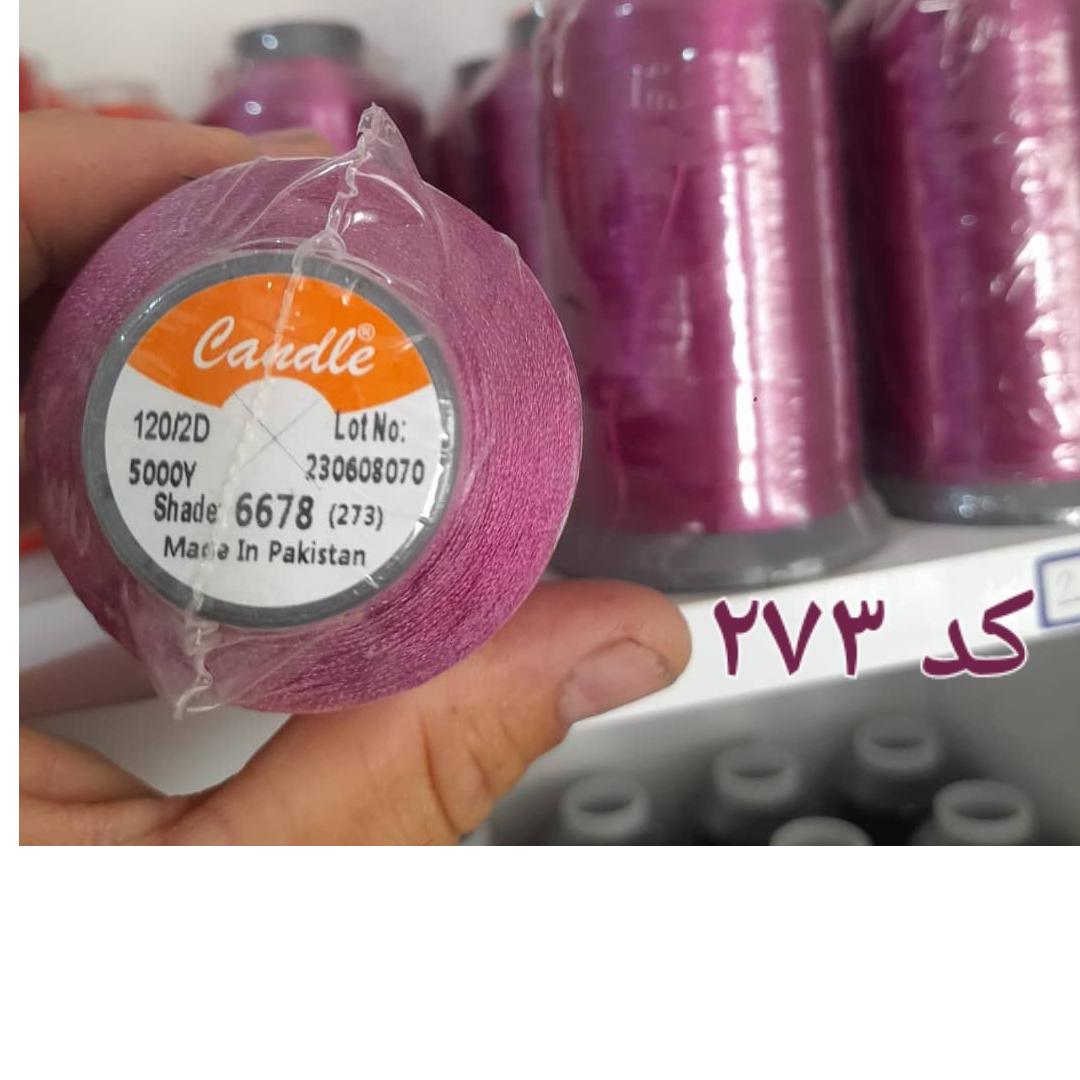 Candle®
120/2D
Lot No:
5000Y
230608070
Shade: 6678 (273)
Made In Pakistan
کد ۲۷۳